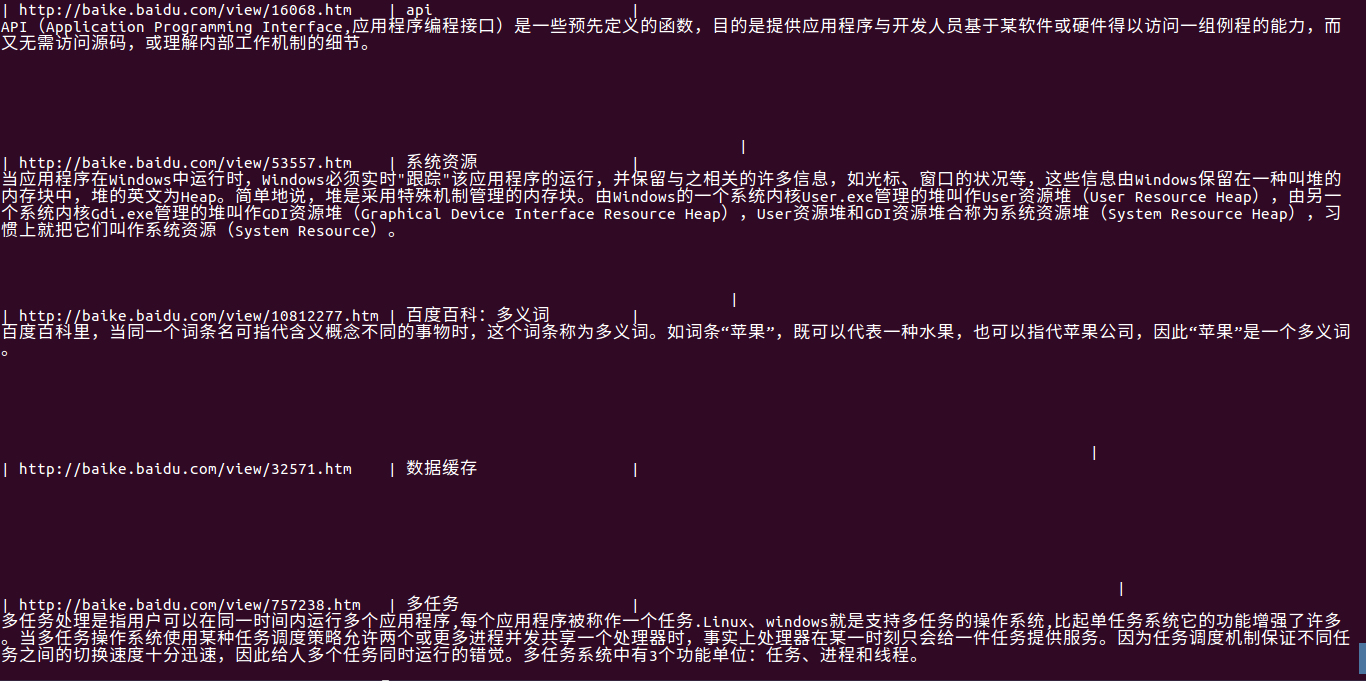 | http://baike.baidu.com/view/16068.htm | api |
API（Application Programming Interface,应用程序编程接口）是一些预先定义的函数，目的是提供应用程序与开发人员基于某软件或硬件得以访问一组例程的能力，而
又无需访问源码，或理解内部工作机制的细节。
|
| http://baike.baidu.com/view/53557.htm | 系统资源 |
当应用程序在Windows中运行时，Windows必须实时"跟踪"该应用程序的运行，并保留与之相关的许多信息，如光标、窗口的状况等，这些信息由Windows保留在一种叫堆的
内存块中，堆的英文为Heap。简单地说，堆是采用特殊机制管理的内存块。由Windows的一个系统内核User.exe管理的堆叫作User资源堆（User Resource Heap），由另一
个系统内核Gdi.exe管理的堆叫作GDI资源堆（Graphical Device Interface Resource Heap），User资源堆和GDI资源堆合称为系统资源堆（System Resource Heap），习
惯上就把它们叫作系统资源（System Resource）。
|
| http://baike.baidu.com/view/10812277.htm | 百度百科：多义词 |
百度百科里，当同一个词条名可指代含义概念不同的事物时，这个词条称为多义词。如词条“苹果”，既可以代表一种水果，也可以指代苹果公司，因此“苹果”是一个多义词
。
|
| http://baike.baidu.com/view/32571.htm | 数据缓存 |
|
| http://baike.baidu.com/view/757238.htm | 多任务 |
多任务处理是指用户可以在同一时间内运行多个应用程序,每个应用程序被称作一个任务.Linux、windows就是支持多任务的操作系统,比起单任务系统它的功能增强了许多
。当多任务操作系统使用某种任务调度策略允许两个或更多进程并发共享一个处理器时，事实上处理器在某一时刻只会给一件任务提供服务。因为任务调度机制保证不同任
务之间的切换速度十分迅速，因此给人多个任务同时运行的错觉。多任务系统中有3个功能单位：任务、进程和线程。